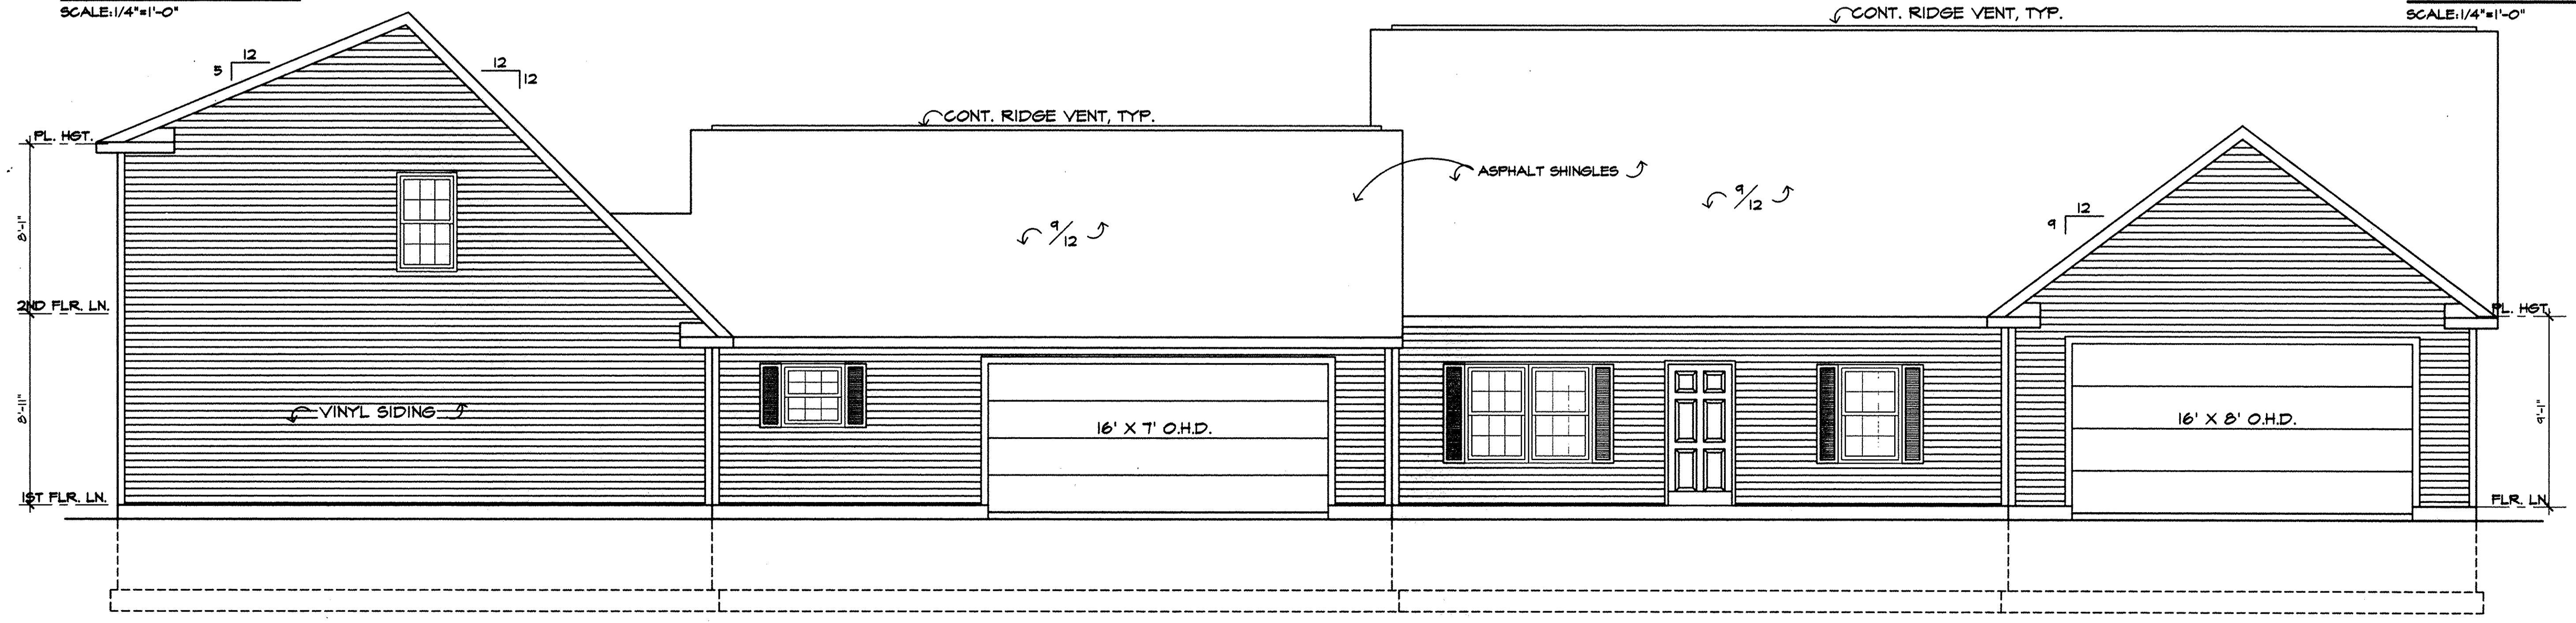 SCALE:1/4"=1'-0"
CONT. RIDGE VENT, TYP.
SCALE:1/4"=1'-0"
12
5
12
12
CONT. RIDGE VENT, TYP.
PL. HGT.
ASPHALT SHINGLES
9/12
12
9
9/12
8'-1"
2ND FLR. LN.
PL. HGT.
VINYL SIDING
8'-11"
16' X 7' O.H.D.
16' X 8' O.H.D.
9'-1"
1ST FLR. LN.
FLR. LN